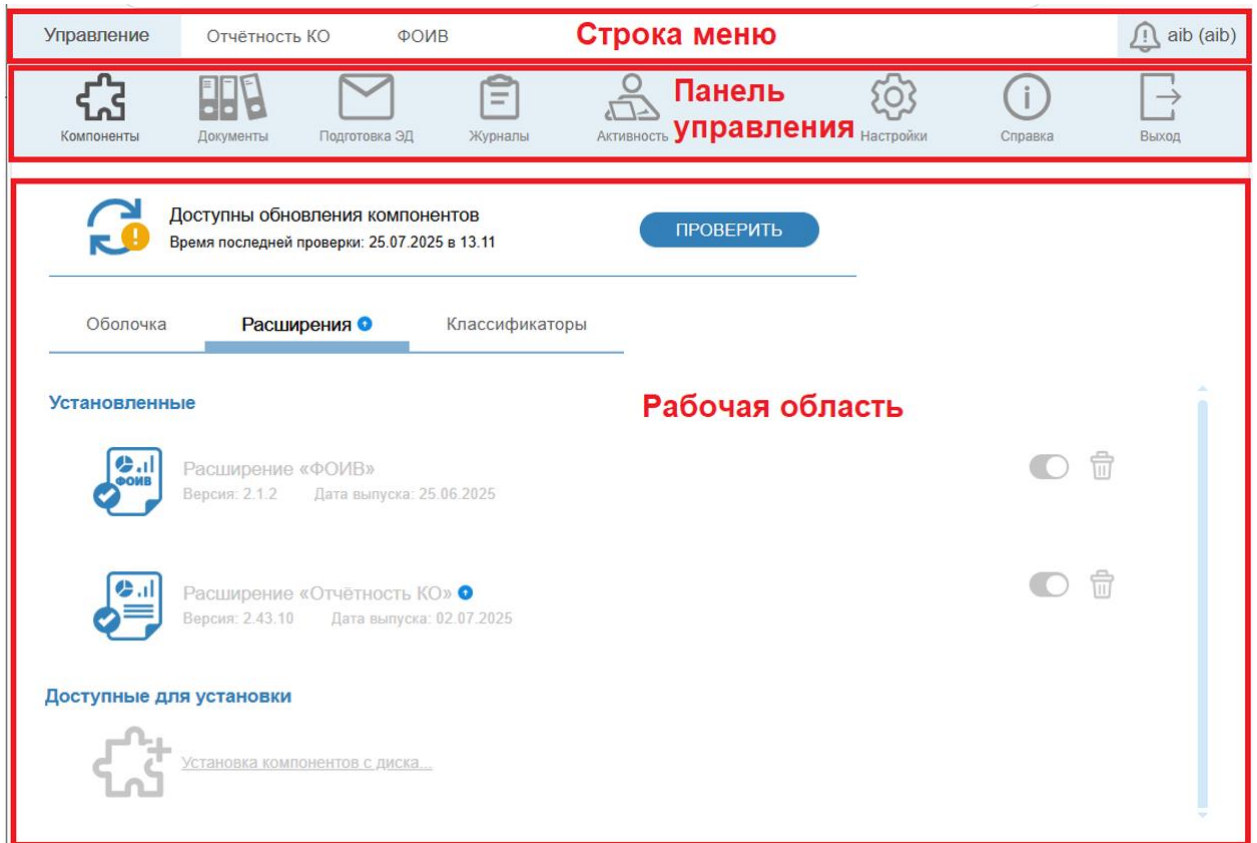 Управление Отчётность КО ФОИВ Строка меню aib (aib)
Панель
управления
Компоненты Документы Подготовка ЭД Журналы Активность Настройки Справка Выход
Доступны обновления компонентов
Время последней проверки: 25.07.2025 в 13.11
ПРОВЕРИТЬ
Оболочка Расширения Классификаторы
Установленные
Рабочая область
ФОИВ
Расширение «ФОИВ»
Версия: 2.1.2 Дата выпуска: 25.06.2025
Расширение «Отчётность КО»
Версия: 2.43.10 Дата выпуска: 02.07.2025
Доступные для установки
Установка компонентов с диска...